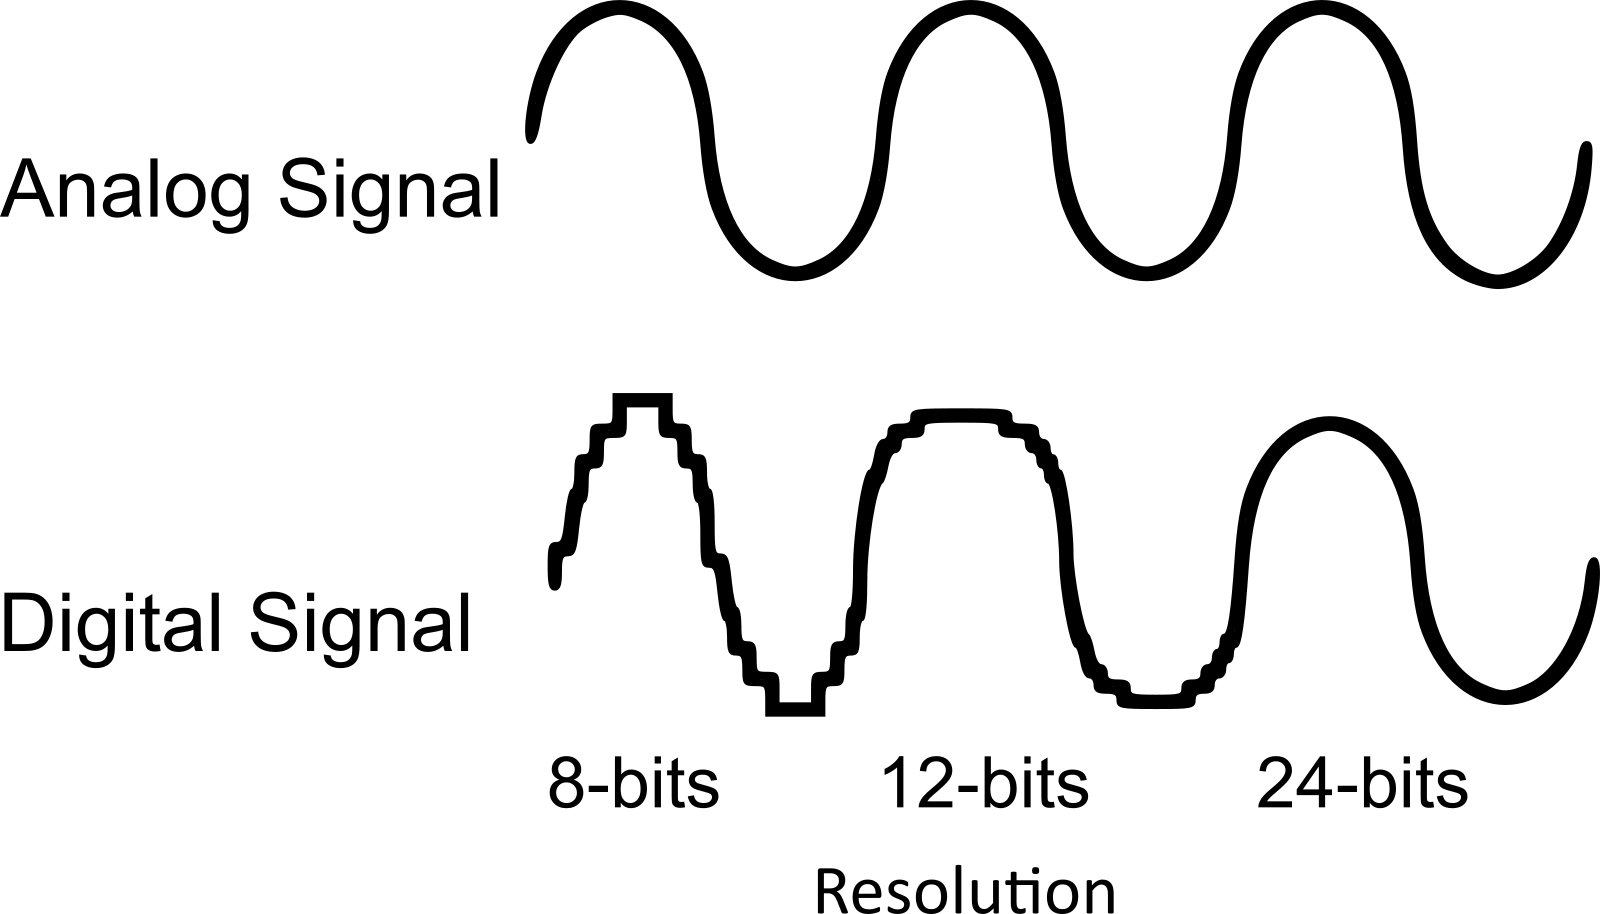 Analog Signal
Digital Signal
8-bits 12-bits 24-bits
Resolution